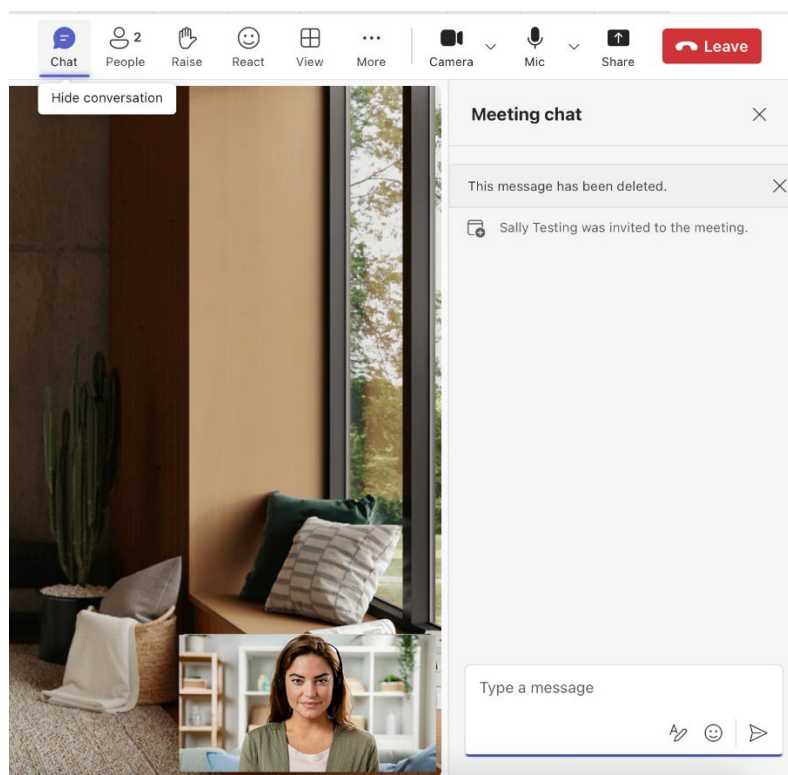 2
Chat People Raise React View More Camera Mic Share Leave
Hide conversation
Meeting chat
This message has been deleted.
Sally Testing was invited to the meeting.
Type a message